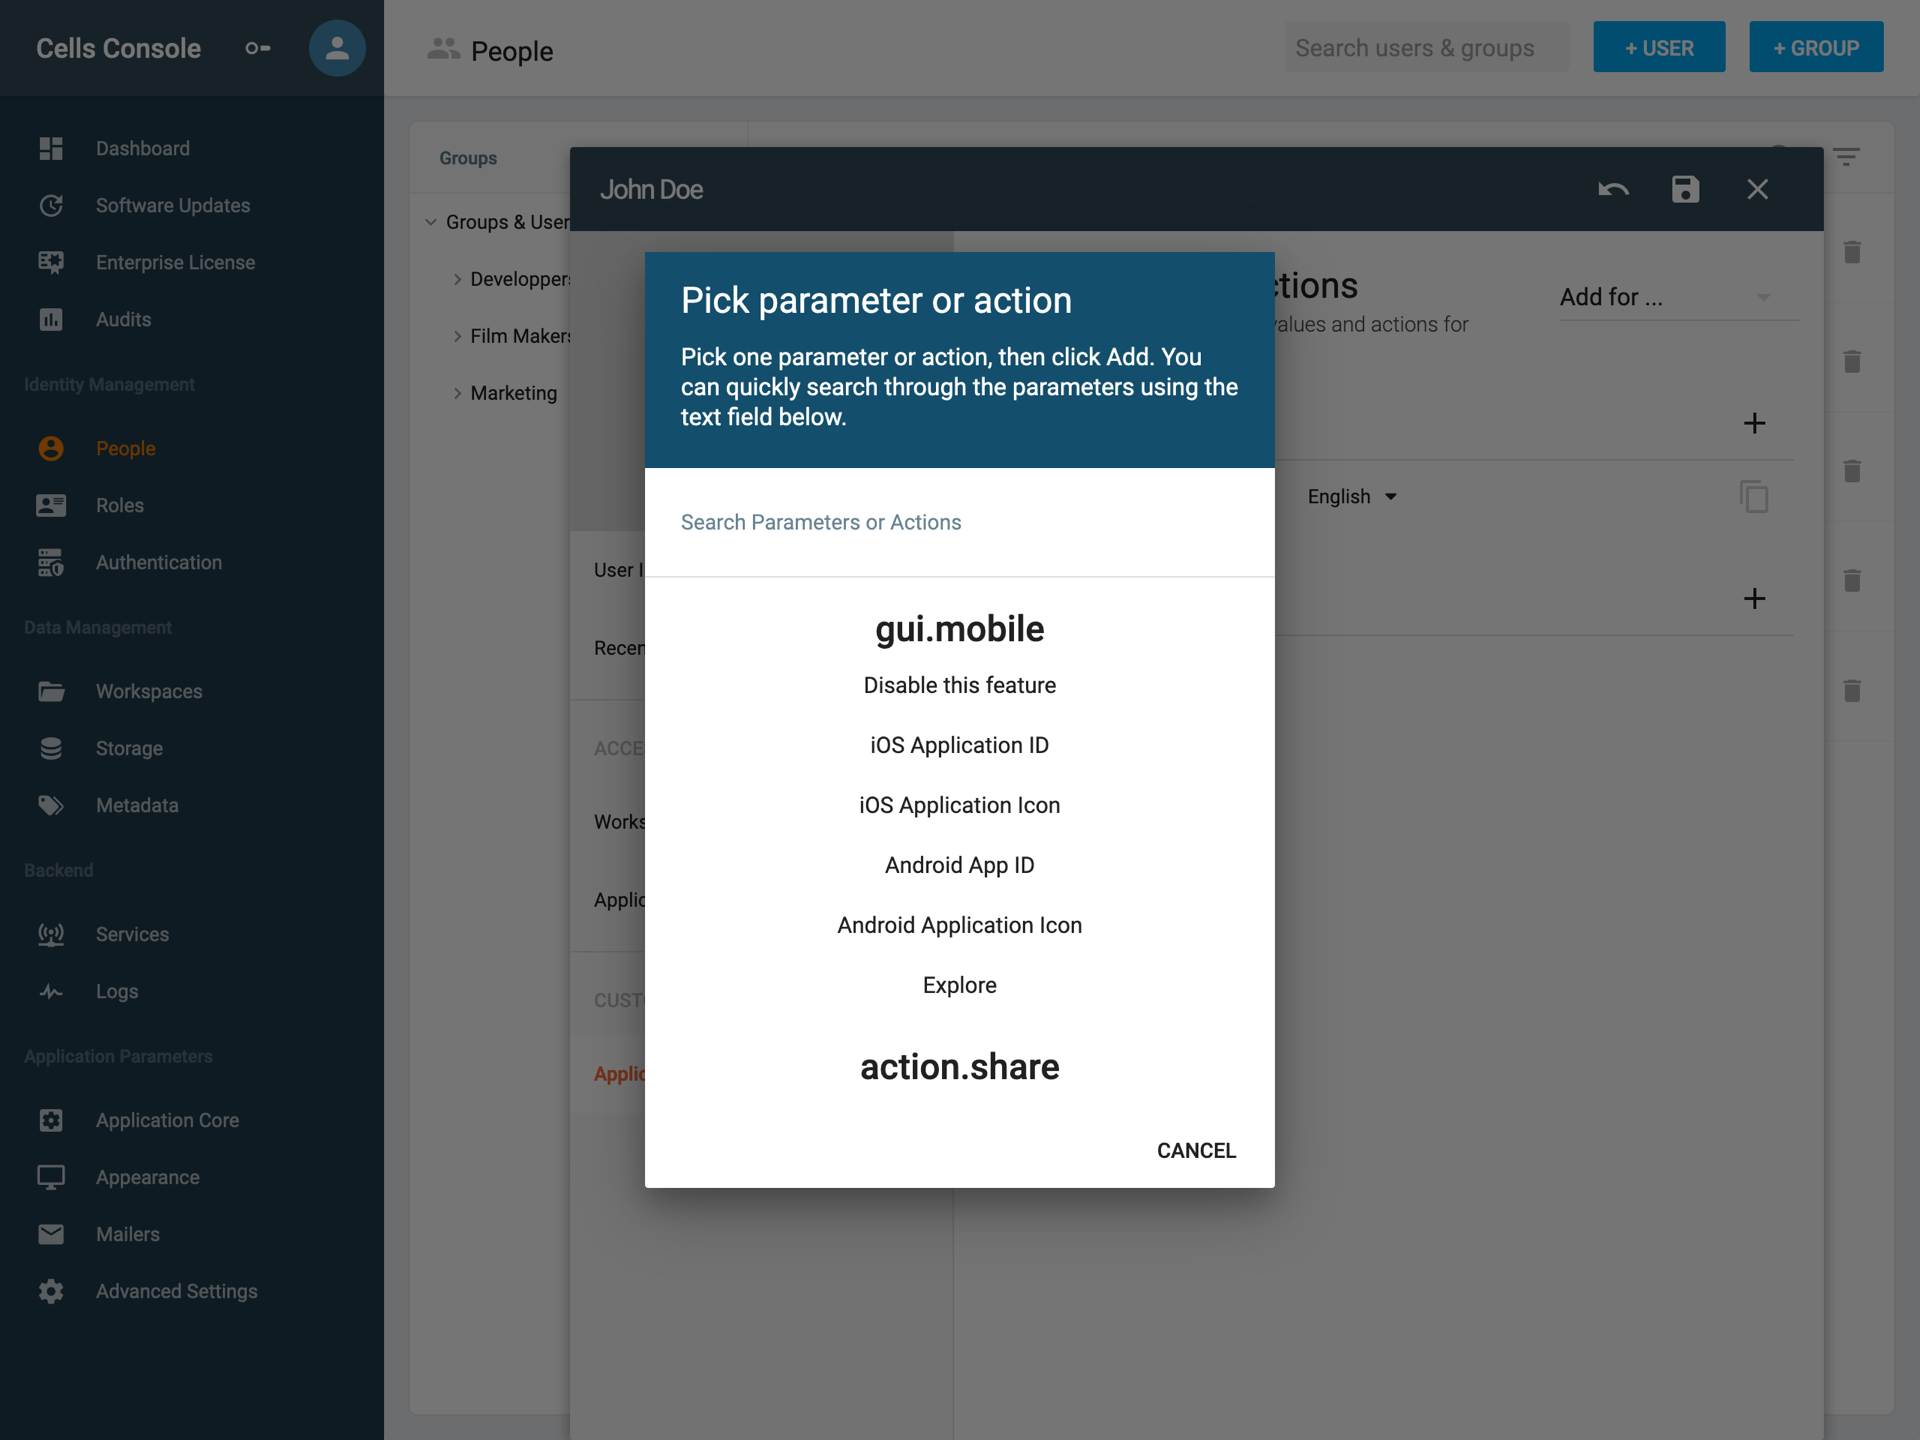 Cells Console
People
Search users & groups
+ USER
+ GROUP
Dashboard
Software Updates
Enterprise License
Audits
Identity Management
People
Roles
Authentication
Data Management
Workspaces
Storage
Metadata
Backend
Services
Logs
Application Parameters
Application Core
Appearance
Mailers
Advanced Settings
Groups
Groups & User
Developpers
Film Makers
Marketing
John Doe
ctions
values and actions for
Add for ...
English
User I
Recen
ACCE
Works
Applic
CUST
Applic
Pick parameter or action
Pick one parameter or action, then click Add. You
can quickly search through the parameters using the
text field below.
Search Parameters or Actions
gui.mobile
Disable this feature
iOS Application ID
iOS Application Icon
Android App ID
Android Application Icon
Explore
action.share
CANCEL